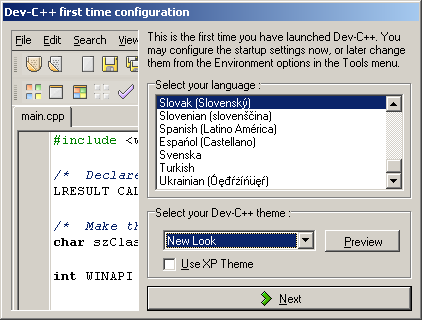 Dev-C++ first time configuration
File Edit Search View
main.cpp
#include <w
/* Declare
LRESULT CAL
/* Make th
char szClas
int WINAPI
This is the first time you have launched Dev-C++. You
may configure the startup settings now, or later change
them from the Environment options in the Tools menu.
Select your language :
Slovak (Slovenský)
Slovenian (slovenščina)
Spanish (Latino América)
Español (Castellano)
Svenska
Turkish
Ukrainian (Óęđŕżíńüęŕ)
Select your Dev-C++ theme :
New Look
Preview
Use XP Theme
Next